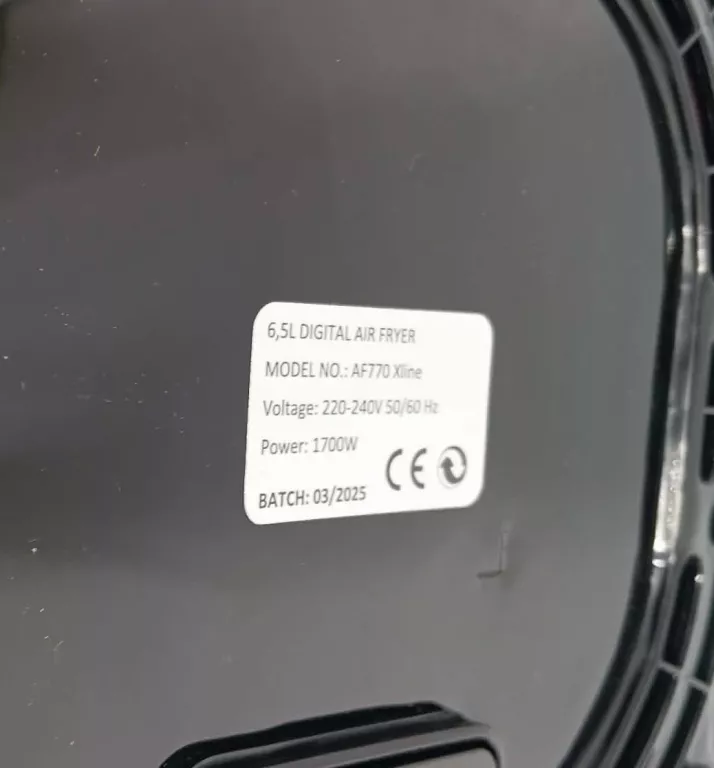 6,5L DIGITAL AIR FRYER
MODEL NO.: AF770 Xline
Voltage: 220-240V 50/60 Hz
Power: 1700W
CE
BATCH: 03/2025